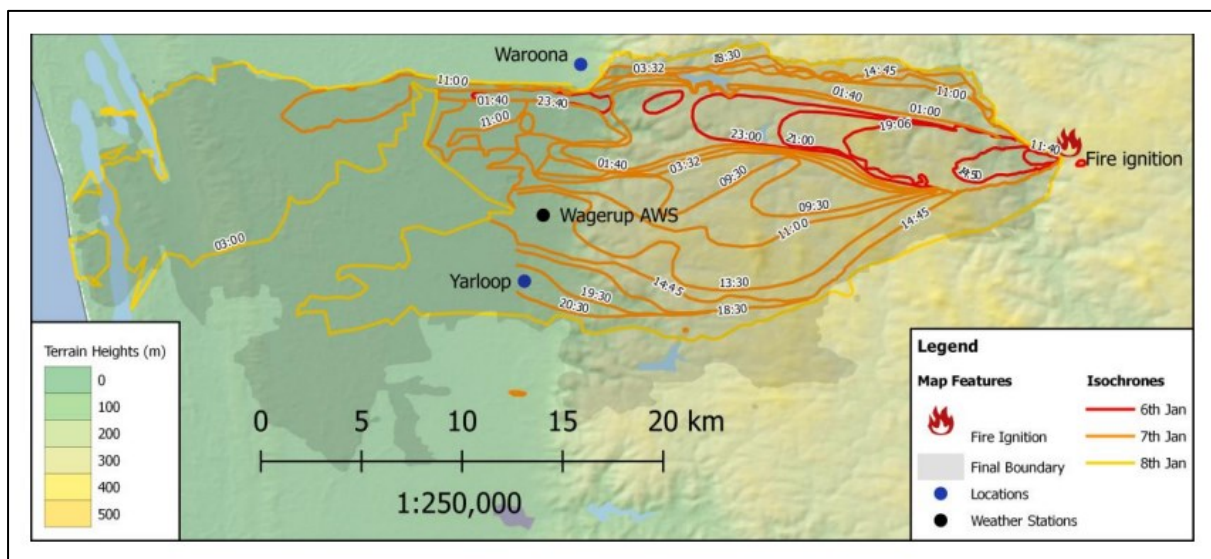 Waroona
18:30
03:32
14:45
11:00
11:00
01:40
23:40
01:40
01:00
11:00
19:06
23:00
21:00
11:40
Fire ignition
01:40
03:32
14:50
09:30
09:30
Wagerup AWS
11:00
14:45
03:00
Yarloop
14:45
13:30
19:30
20:30
18:30
Terrain Heights (m)
0
100
200
300
400
500
0 5 10 15 20 km
1:250,000
Legend
Map Features Isochrones
Fire Ignition 6th Jan
Final Boundary 7th Jan
Locations 8th Jan
Weather Stations